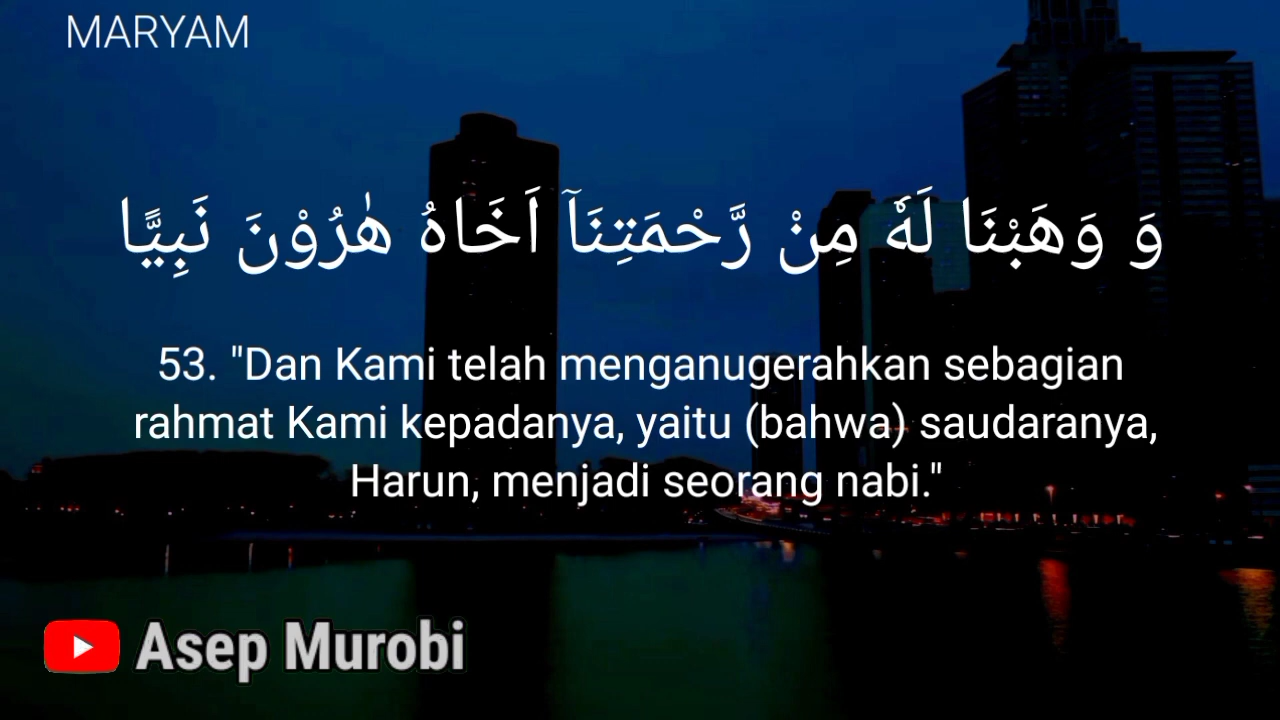 MARYAM
وَ وَهَبْنَا لَهٗ مِنْ رَّحْمَتِنَاۤ اَخَاهُ هٰرُوْنَ نَبِيًّا
53. "Dan Kami telah menganugerahkan sebagian
rahmat Kami kepadanya, yaitu (bahwa) saudaranya,
Harun, menjadi seorang nabi."
Asep Murobi